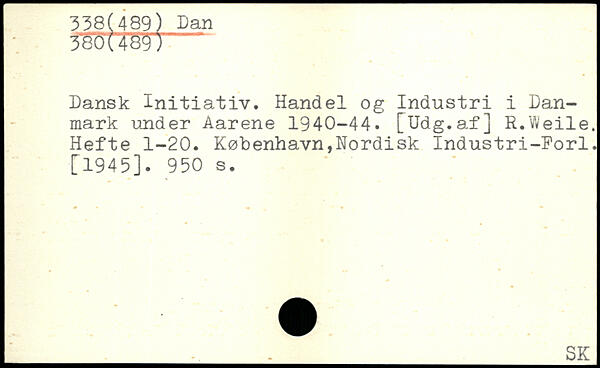 338(489) Dan
380(489)
Dansk Initiativ. Handel og Industri i Dan-
mark under Aarene 1940-44. [Udg.af] R.Weile.
Hefte 1-20. København,Nordisk Industri-Forl.
[1945]. 950 s.
SK